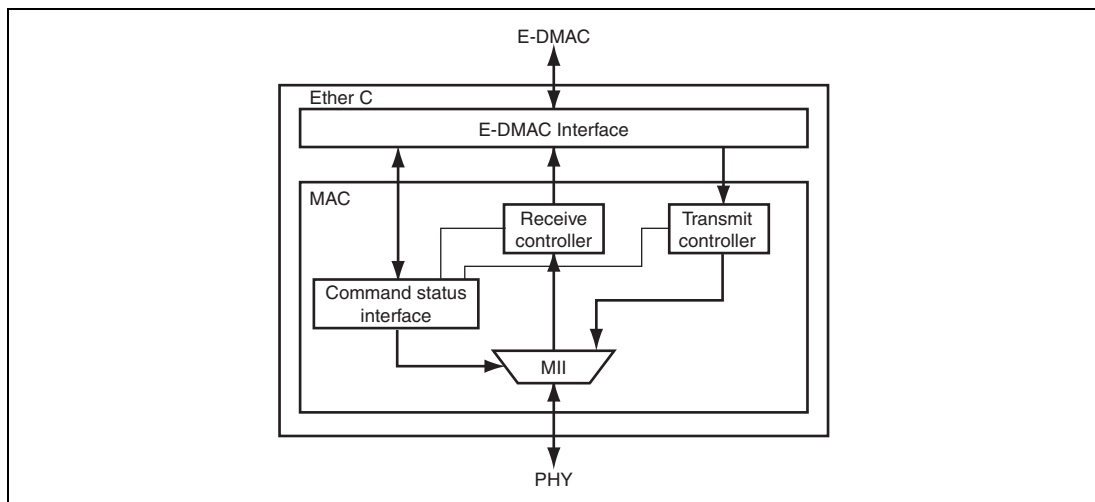 E-DMAC
Ether C
E-DMAC Interface
MAC
Receive
controller
Transmit
controller
Command status
interface
MII
PHY